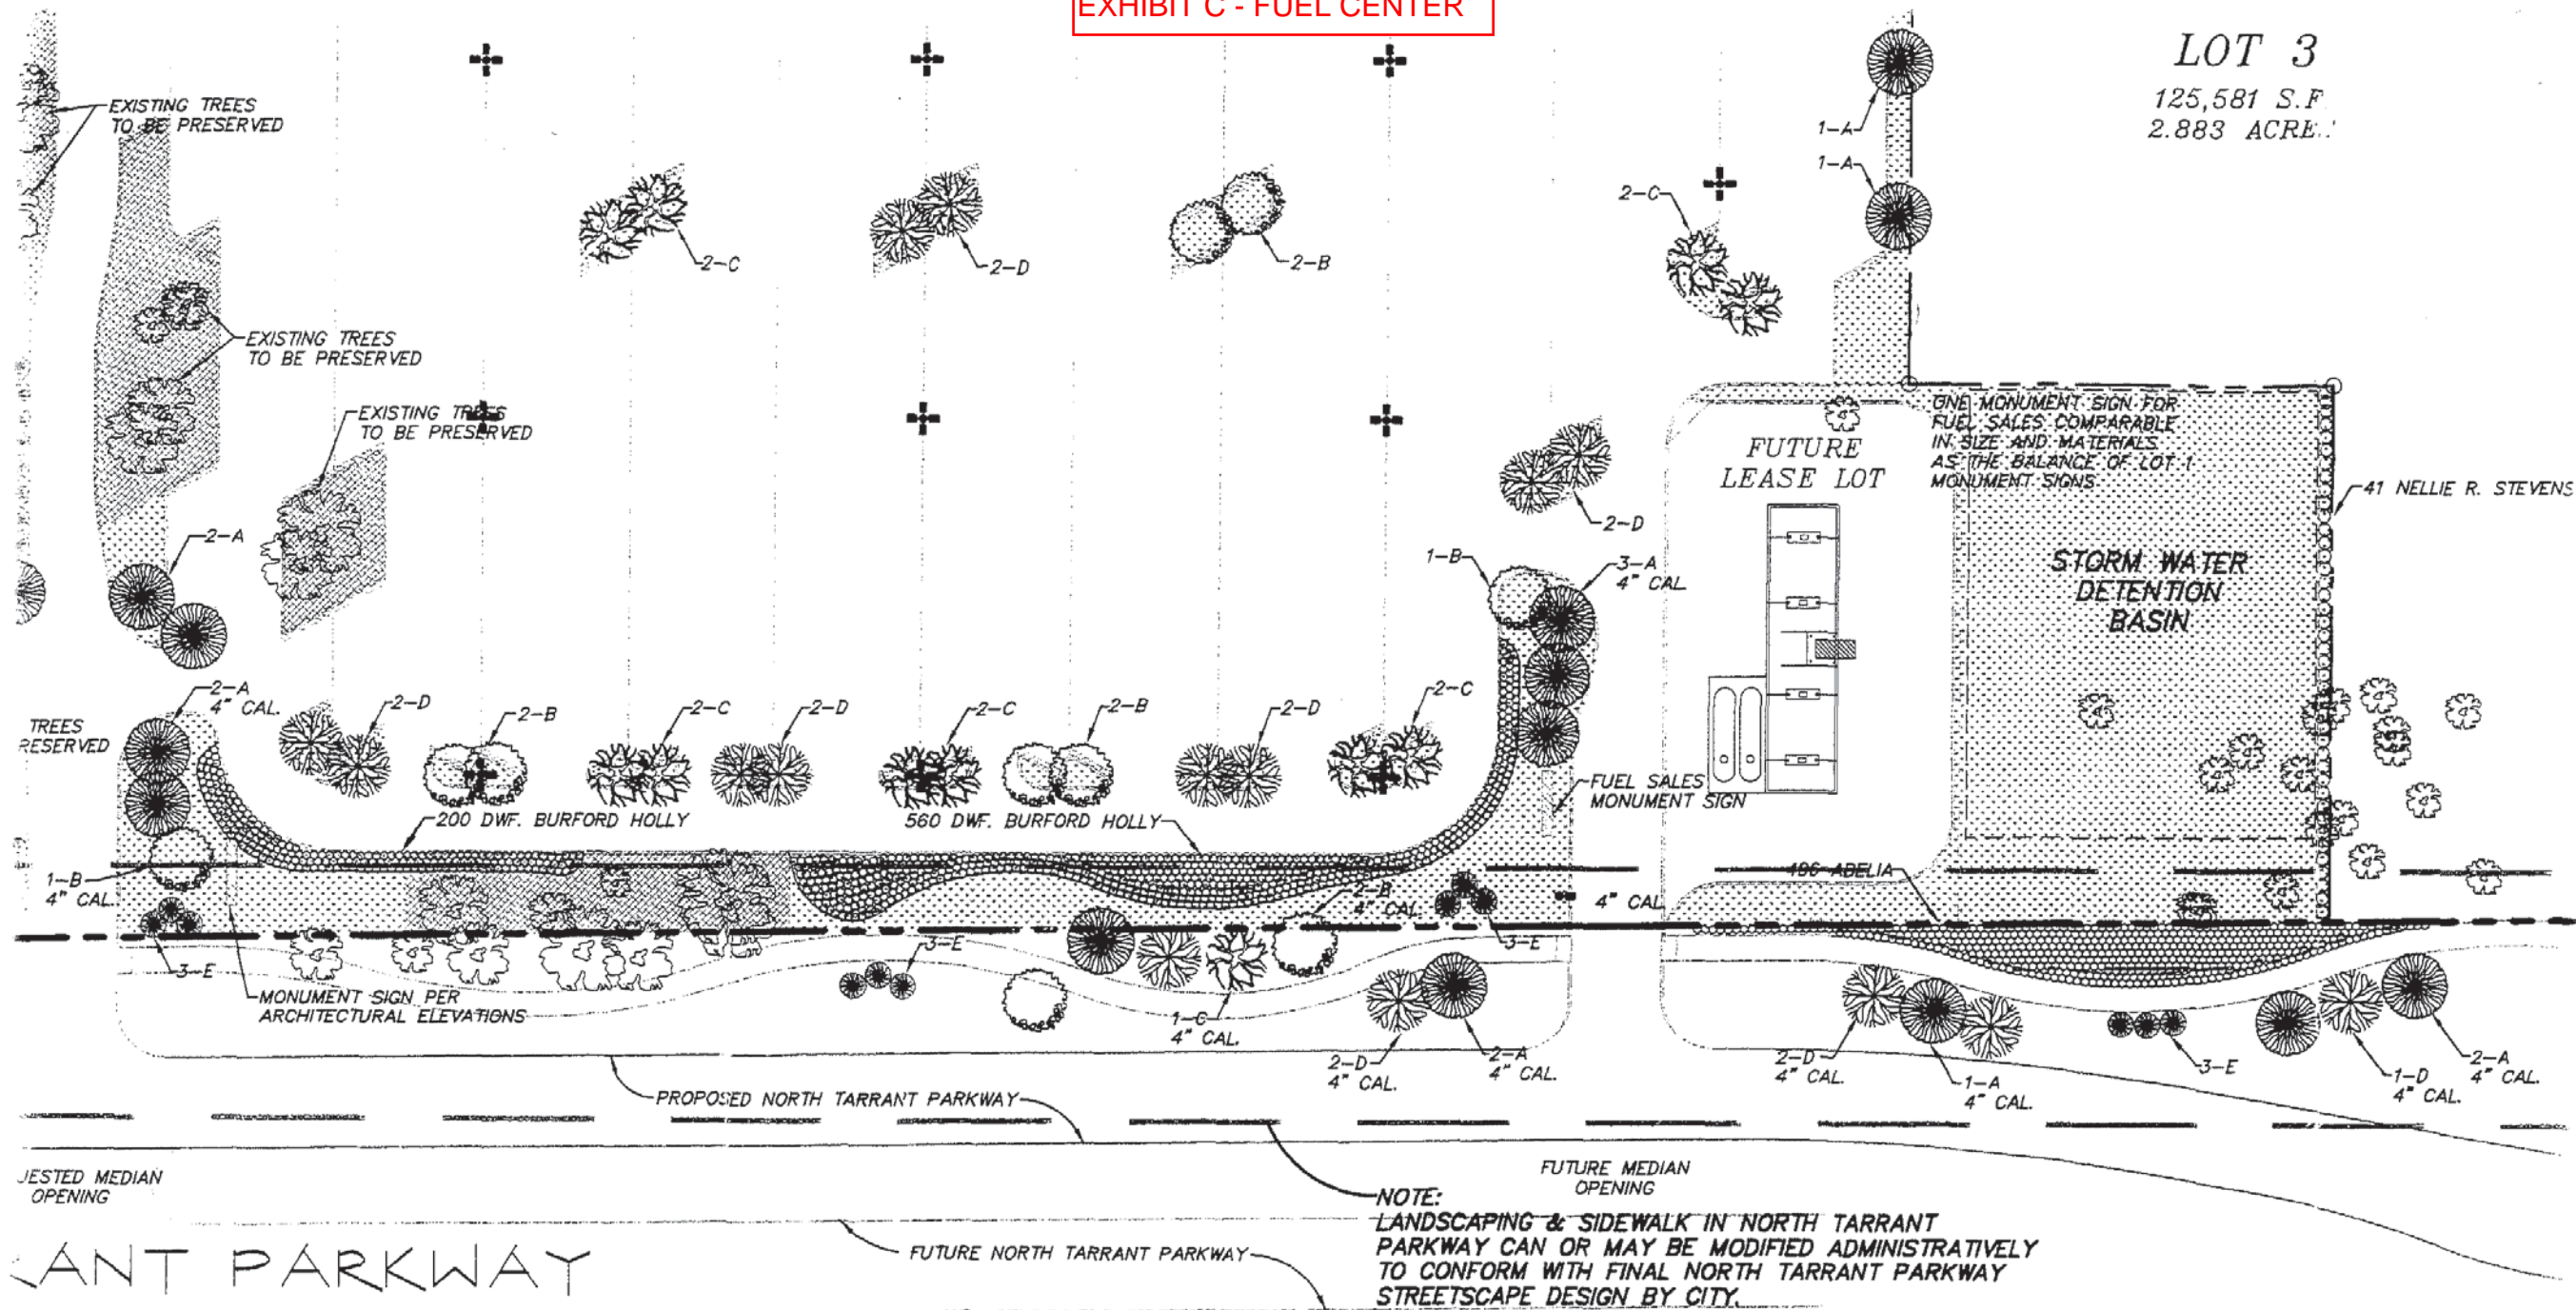 EXHIBIT C - FUEL CENTER
LOT 3
125,581 S.F.
2.883 ACRE
EXISTING TREES
TO BE PRESERVED
1-A
1-A
2-C
2-C
2-D
2-B
EXISTING TREES
TO BE PRESERVED
EXISTING TREES
TO BE PRESERVED
FUTURE
LEASE LOT
ONE MONUMENT SIGN FOR
FUEL SALES COMPARABLE
IN SIZE AND MATERIALS
AS THE BALANCE OF LOT 1
MONUMENT SIGNS
41 NELLIE R. STEVENS
2-D
2-A
1-B
3-A
4" CAL.
STORM WATER
DETENTION
BASIN
2-A
4" CAL.
TREES
RESERVED
2-D
2-B
2-C
2-D
2-C
2-B
2-D
2-C
FUEL SALES
MONUMENT SIGN
200 DWF. BURFORD HOLLY
560 DWF. BURFORD HOLLY
1-B
4" CAL.
2-B
4" CAL.
4" CAL.
196 ABELIA
3-E
3-E
3-E
MONUMENT SIGN PER
ARCHITECTURAL ELEVATIONS
1-C
4" CAL.
2-D
4" CAL.
2-A
4" CAL.
2-D
4" CAL.
1-A
4" CAL.
3-E
1-D
4" CAL.
2-A
4" CAL.
PROPOSED NORTH TARRANT PARKWAY
JESTED MEDIAN
OPENING
FUTURE MEDIAN
OPENING
NOTE:
LANDSCAPING & SIDEWALK IN NORTH TARRANT
PARKWAY CAN OR MAY BE MODIFIED ADMINISTRATIVELY
TO CONFORM WITH FINAL NORTH TARRANT PARKWAY
STREETSCAPE DESIGN BY CITY.
FUTURE NORTH TARRANT PARKWAY
RANT PARKWAY